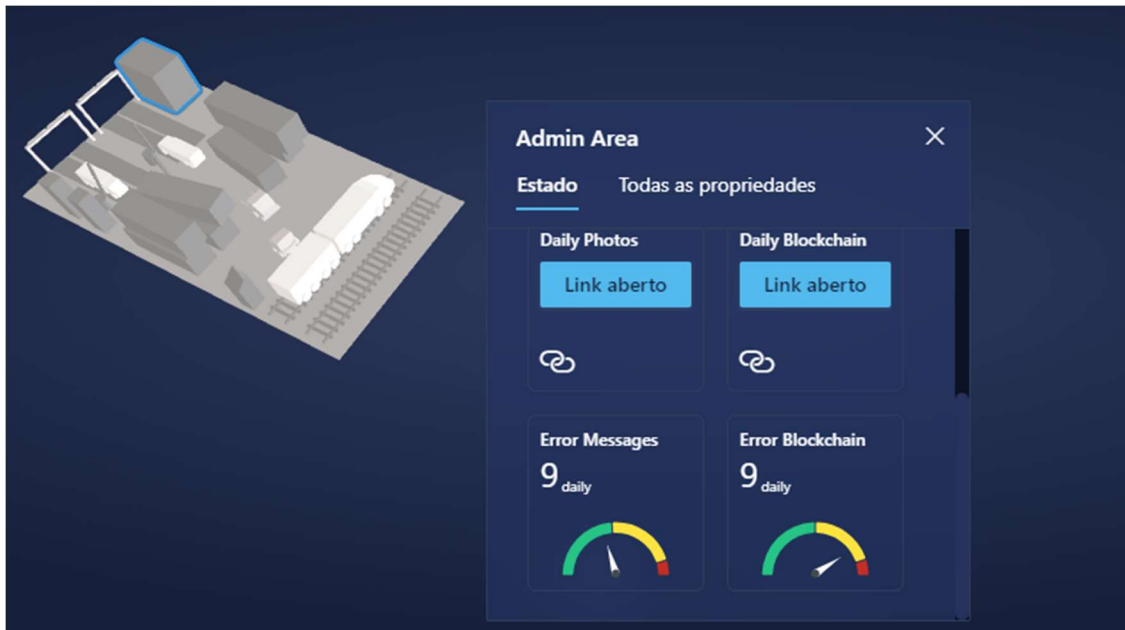 Admin Area
Estado Todas as propriedades
Daily Photos Daily Blockchain
Link aberto Link aberto
Error Messages Error Blockchain
9 daily 9 daily